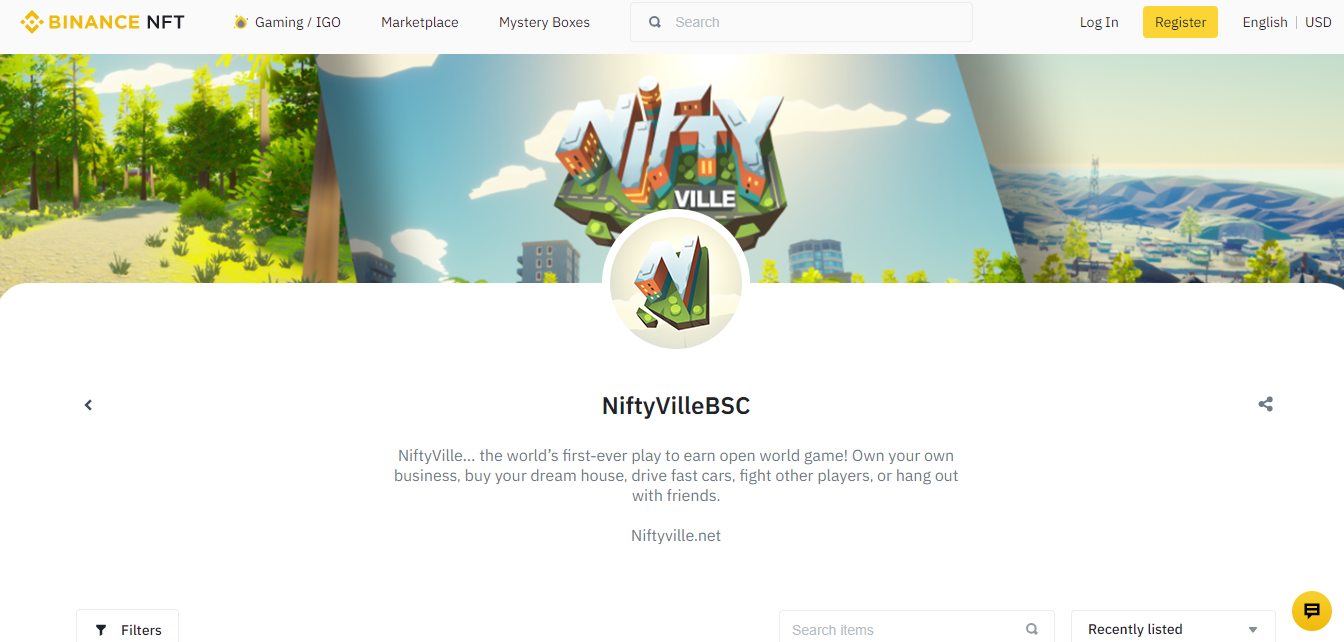 BINANCE NFT
Gaming / IGO
Marketplace
Mystery Boxes
Search
Log In
Register
English | USD
NIFTY
VILLE
N
NiftyVilleBSC
NiftyVille... the world’s first-ever play to earn open world game! Own your own
business, buy your dream house, drive fast cars, fight other players, or hang out
with friends.
Niftyville.net
Filters
Search items
Recently listed